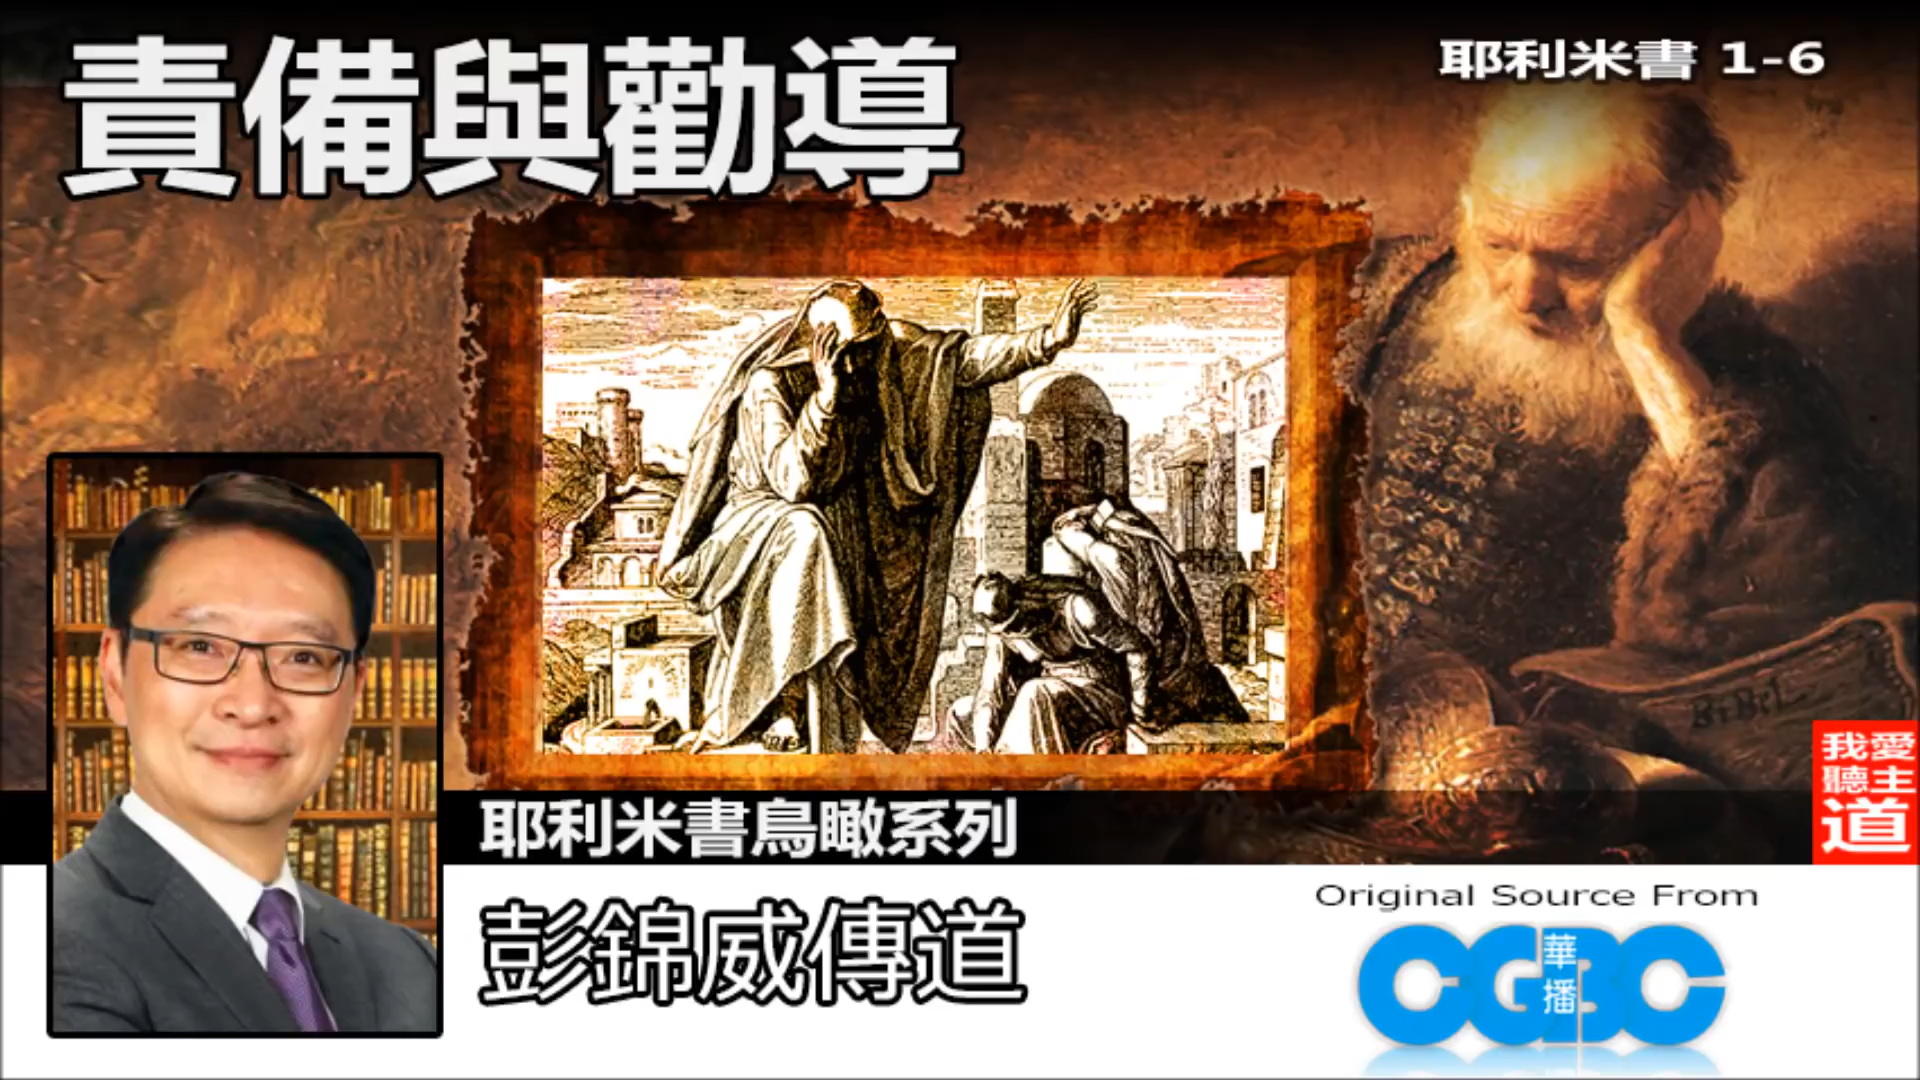 責備與勸導
耶利米書 1-6
BiBel
我愛
聽主
道
耶利米書鳥瞰系列
彭錦威傳道
Original Source From
CGBC
華播